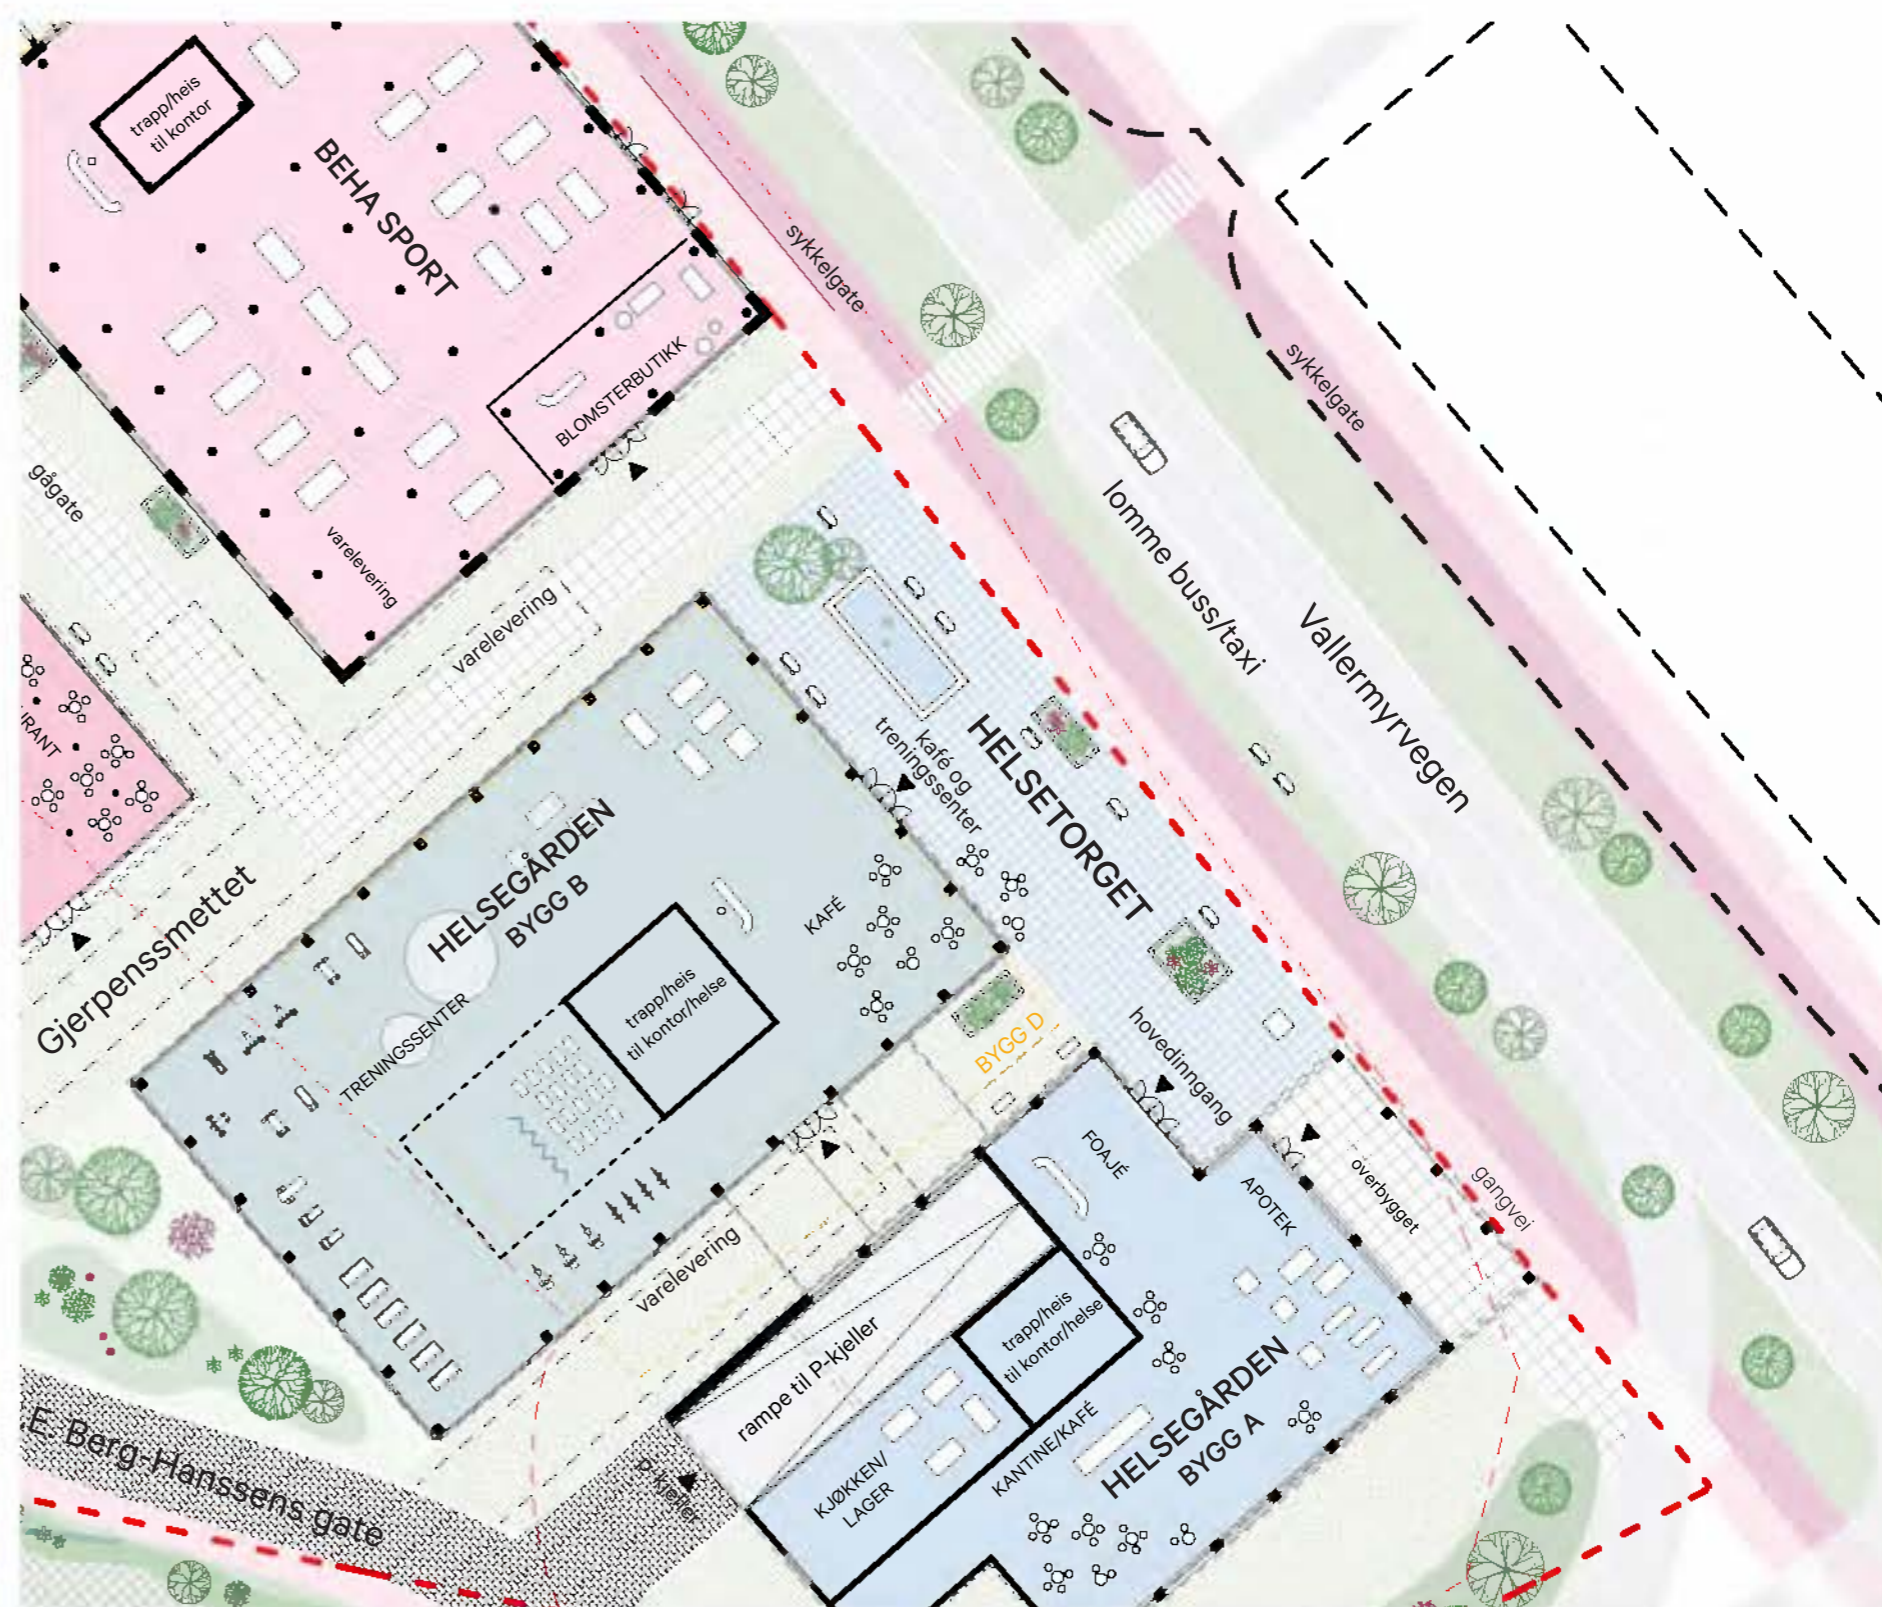 trapp/heis
til kontor
BEHA SPORT
sykkelgate
BLOMSTERBUTIKK
sykkelgate
gågate
varelevering
varelevering
lomme buss/taxi
Vallermyrvegen
kafé og
treningssenter
HELSETORGET
HELSEGÅRDEN
BYGG B
KAFÉ
Gjerpenssmettet
trapp/heis
til kontor/helse
TRENINGSSENTER
BYGG D
hovedinngang
FOAJÉ
APOTEK
overbygget
gangvei
varelevering
rampe til P-kjeller
trapp/heis
til kontor/helse
HELSEGÅRDEN
BYGG A
KANTINE/KAFÉ
KJØKKEN/
LAGER
P-kjeller
E. Berg-Hanssens gate